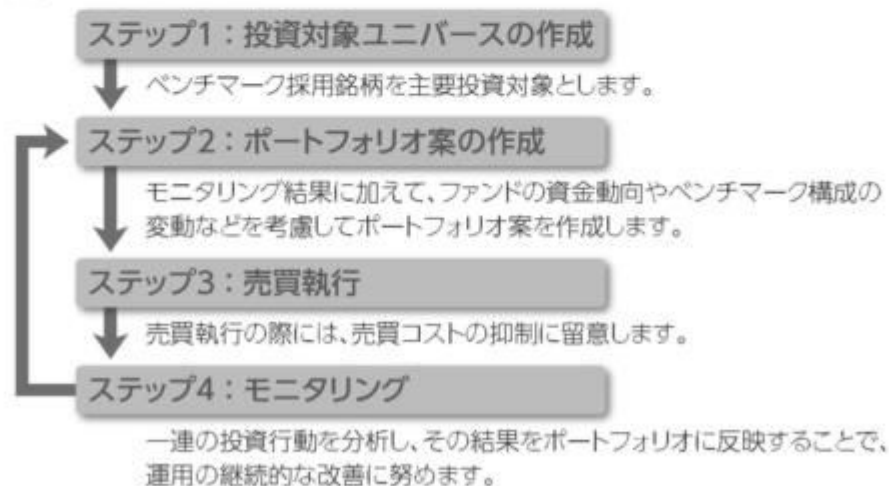 ステップ1：投資対象ユニバースの作成
ベンチマーク採用銘柄を主要投資対象とします。
ステップ2：ポートフォリオ案の作成
モニタリング結果に加えて、ファンドの資金動向やベンチマーク構成の
変動などを考慮してポートフォリオ案を作成します。
ステップ3：売買執行
売買執行の際には、売買コストの抑制に留意します。
ステップ4：モニタリング
一連の投資行動を分析し、その結果をポートフォリオに反映することで、
運用の継続的な改善に努めます。